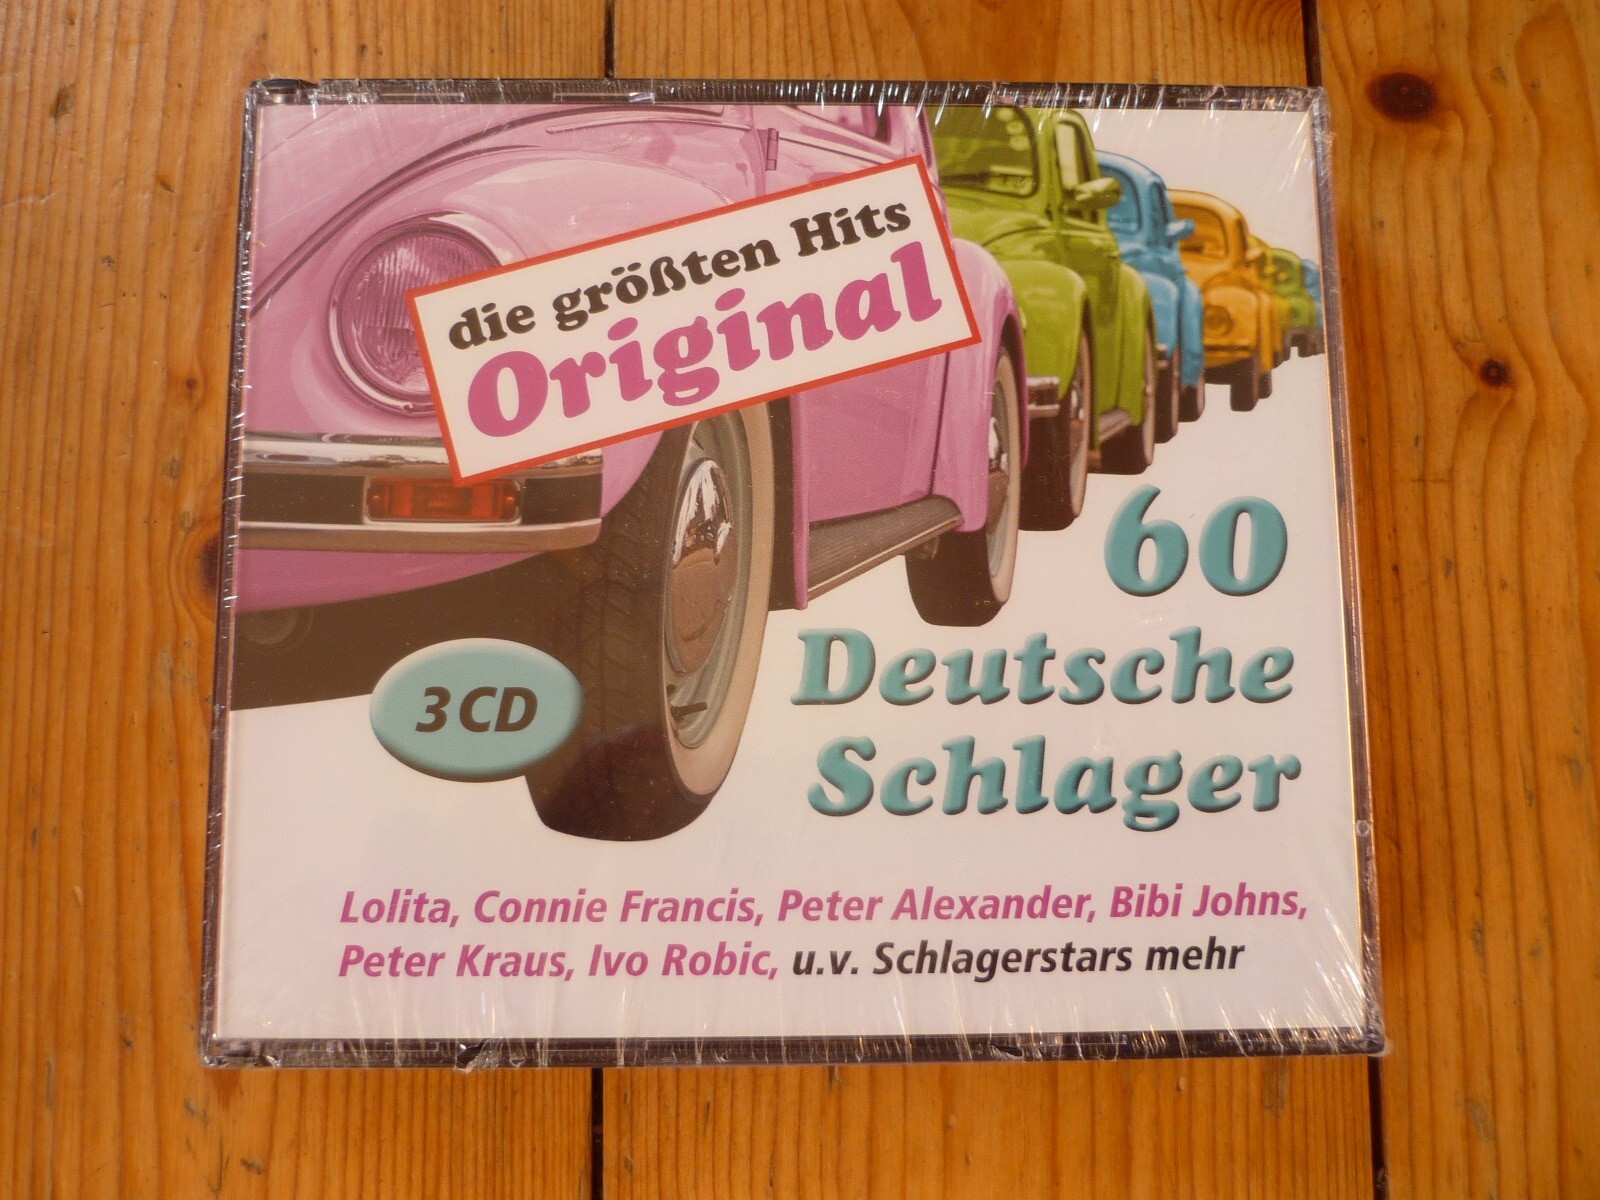 die größten Hits
Original
60
Deutsche
Schlager
3 CD
Lolita, Connie Francis, Peter Alexander, Bibi Johns,
Peter Kraus, Ivo Robic, u.v. Schlagerstars mehr